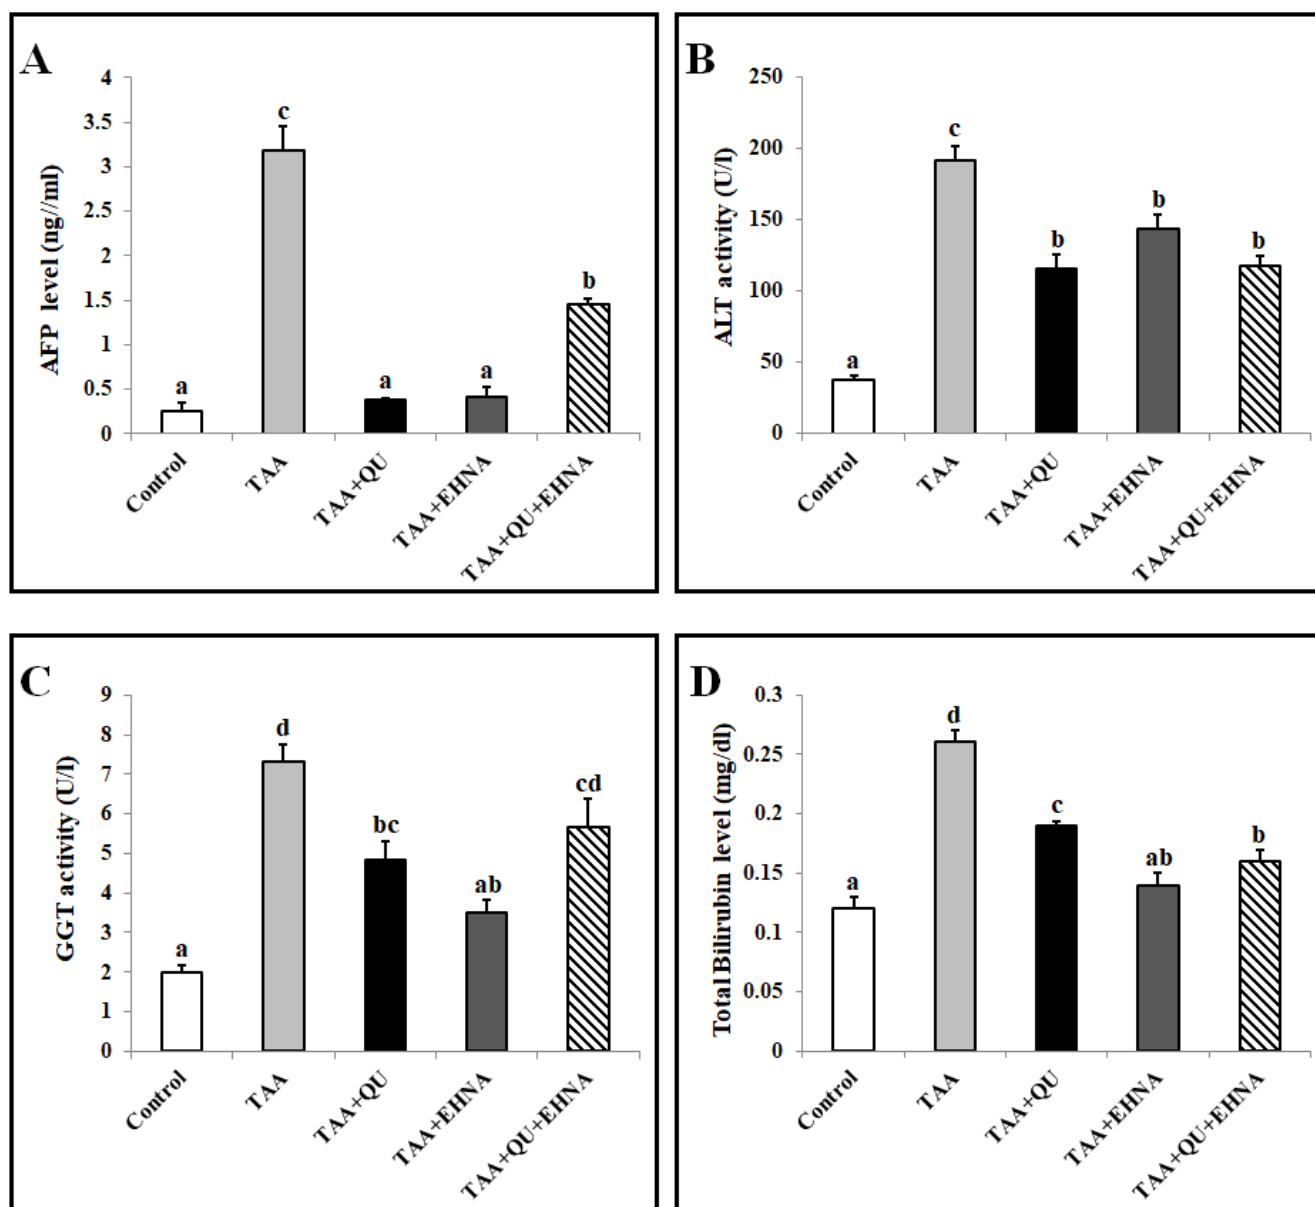 A
AFP level (ng//ml)
4
3.5
3
2.5
2
1.5
1
0.5
0
a
c
a
a
b
Control
TAA
TAA+QU
TAA+EHNA
TAA+QU+EHNA
B
ALT activity (U/l)
250
200
150
100
50
0
a
c
b
b
b
Control
TAA
TAA+QU
TAA+EHNA
TAA+QU+EHNA
C
GGT activity (U/l)
9
8
7
6
5
4
3
2
1
0
a
d
bc
ab
cd
Control
TAA
TAA+QU
TAA+EHNA
TAA+QU+EHNA
D
Total Bilirubin level (mg/dl)
0.3
0.25
0.2
0.15
0.1
0.05
0
a
d
c
ab
b
Control
TAA
TAA+QU
TAA+EHNA
TAA+QU+EHNA